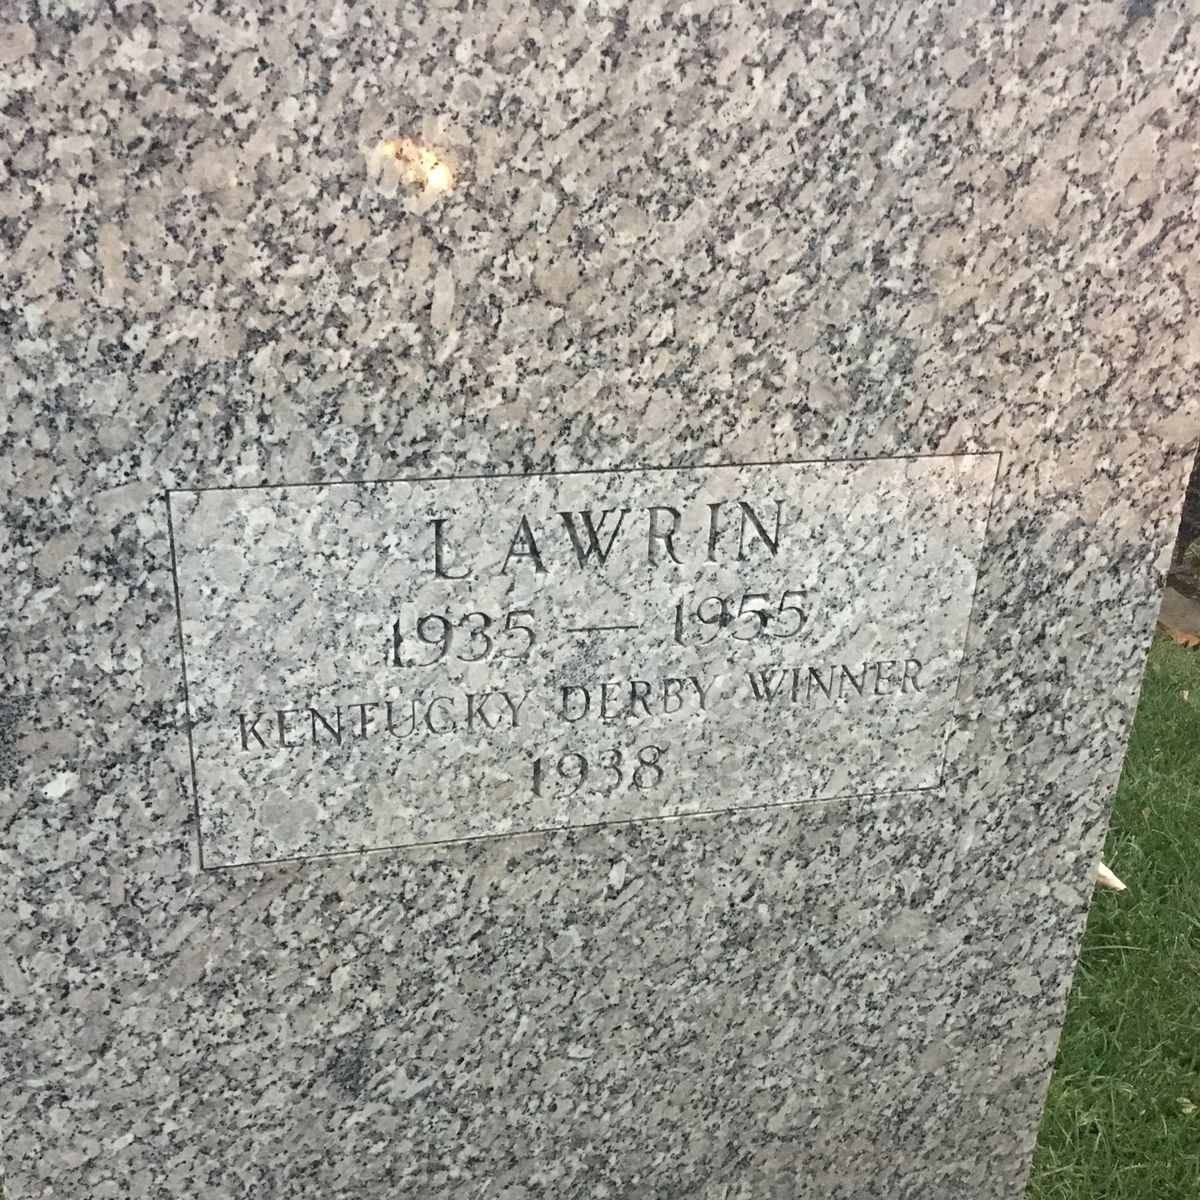 LAWRIN
1935 — 1955
KENTUCKY DERBY WINNER
1938